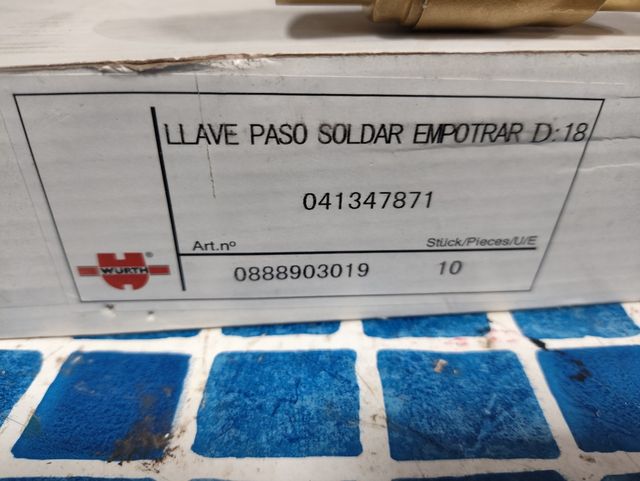 LLAVE PASO SOLDAR EMPOTRAR D:18
041347871
Art.nº Stück/Pieces/U/E
0888903019 10
WÜRTH